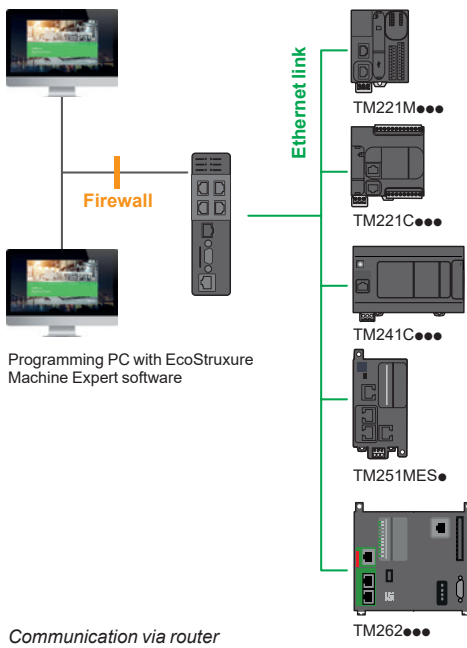 Ethernet link
TM221M●●●
Firewall
TM221C●●●
TM241C●●●
Programming PC with EcoStruxure
Machine Expert software
TM251MES●
TM262●●●
Communication via router